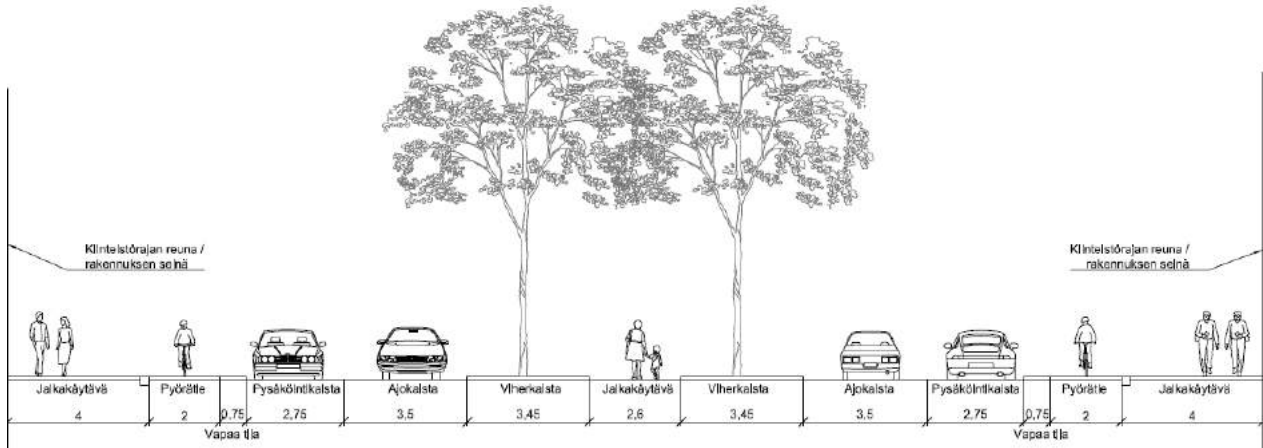 Kiinteistörajan reuna /
rakennuksen seinä
Kiinteistörajan reuna /
rakennuksen seinä
Jalkakäytävä Pyörätie Pysäköintikaista Ajokaista Viherkaista Jalkakäytävä Viherkaista Ajokaista Pysäköintikaista Pyörätie Jalkakäytävä
4 2 0,75 2,75 3,5 3,45 2,6 3,45 3,5 2,75 0,75 2 4
Vapaa tila Vapaa tila